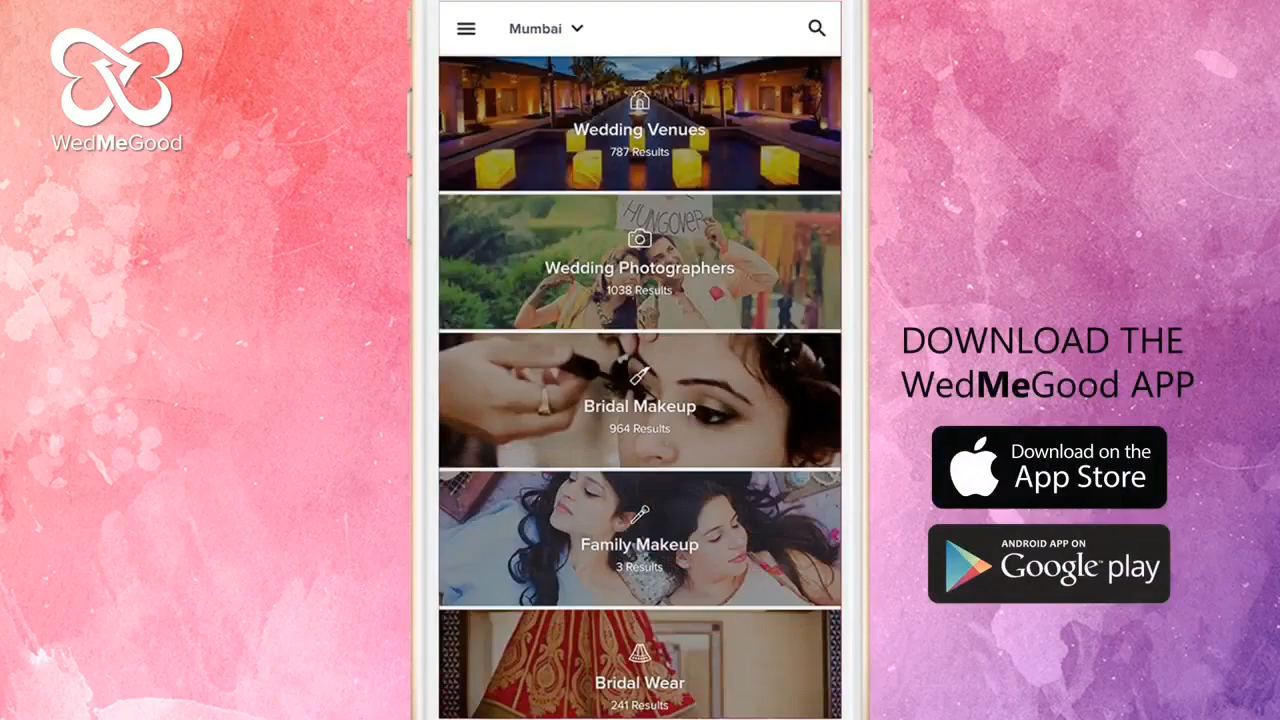 WedMeGood
Mumbai
Wedding Venues
787 Results
HUNGOVER
Wedding Photographers
1038 Results
Bridal Makeup
964 Results
Family Makeup
3 Results
Bridal Wear
241 Results
DOWNLOAD THE
WedMeGood APP
Download on the
App Store
ANDROID APP ON
Google play